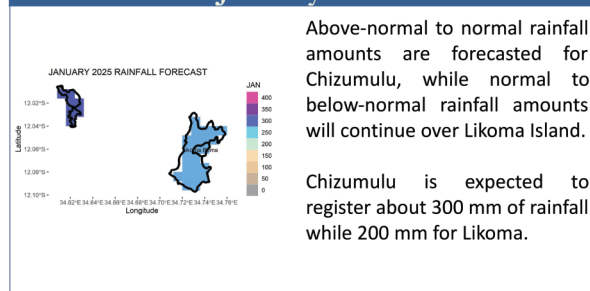 Above-normal to normal rainfall
amounts are forecasted for
Chizumulu, while normal to
below-normal rainfall amounts
will continue over Likoma Island.
Chizumulu is expected to
register about 300 mm of rainfall
while 200 mm for Likoma.
JANUARY 2025 RAINFALL FORECAST
JAN
400
350
300
250
200
150
100
50
0
Latitude
12.02°S
12.04°S
12.06°S
12.08°S
12.10°S
34.62°E 34.64°E 34.66°E 34.68°E 34.70°E 34.72°E 34.74°E 34.76°E
Longitude